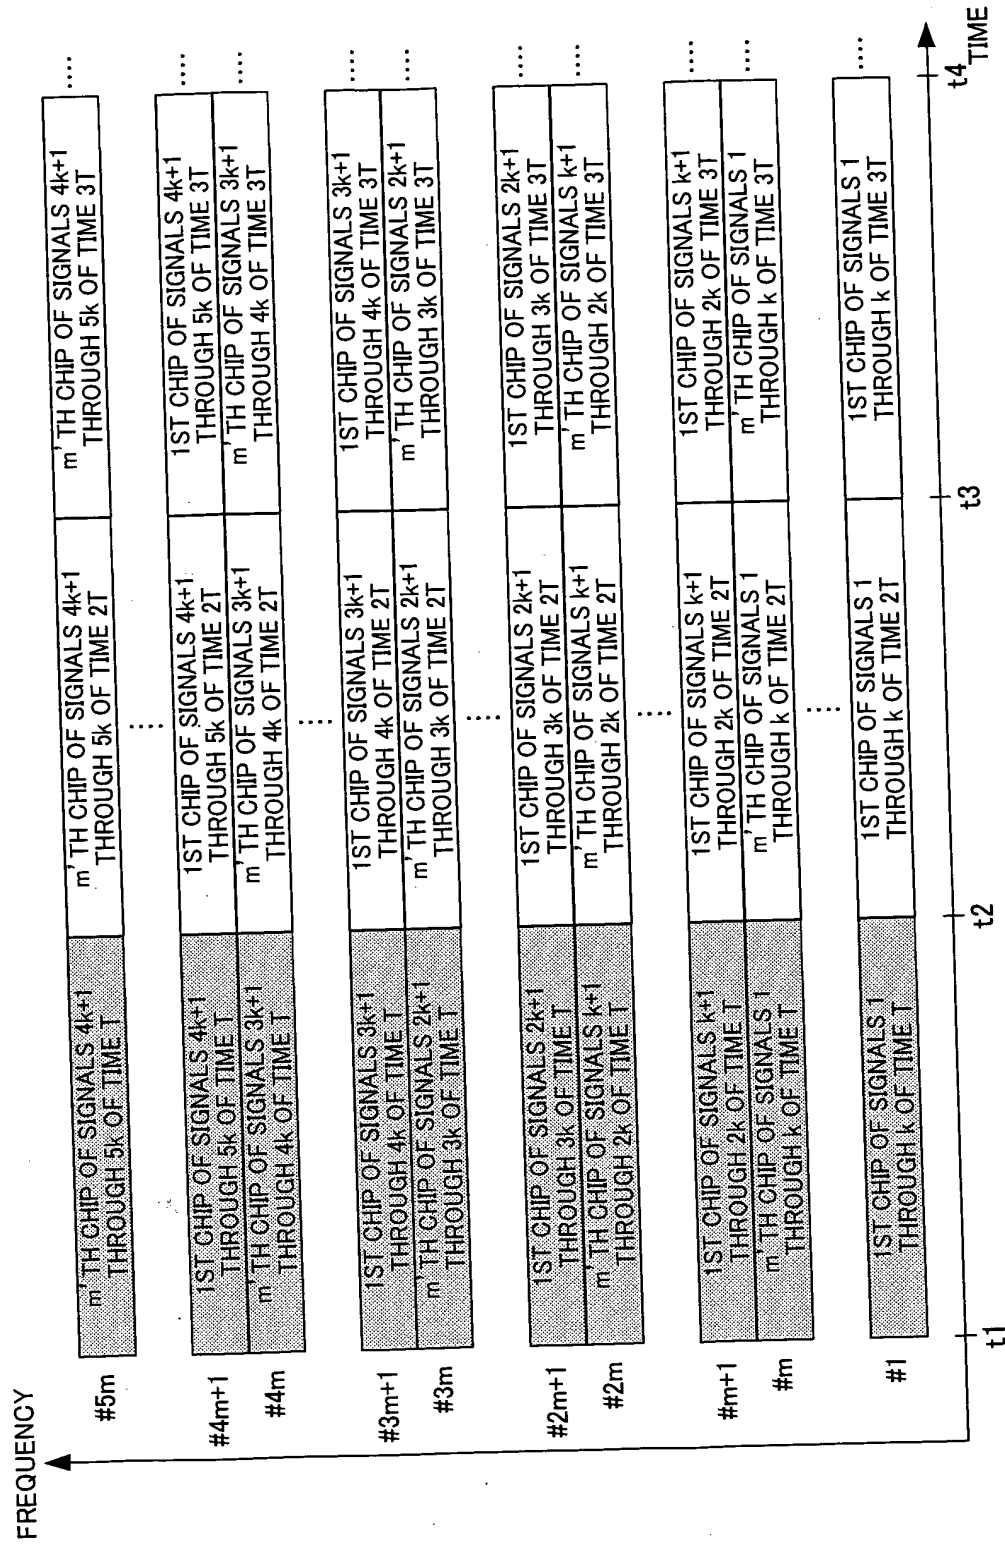 FREQUENCY
#5m
m' TH CHIP OF SIGNALS 4k+1
THROUGH 5k OF TIME T
m' TH CHIP OF SIGNALS 4k+1
THROUGH 5k OF TIME 2T
m' TH CHIP OF SIGNALS 4k+1
THROUGH 5k OF TIME 3T
....
....
#4m+1
1ST CHIP OF SIGNALS 4k+1
THROUGH 5k OF TIME T
1ST CHIP OF SIGNALS 4k+1
THROUGH 5k OF TIME 2T
1ST CHIP OF SIGNALS 4k+1
THROUGH 5k OF TIME 3T
....
#4m
m' TH CHIP OF SIGNALS 3k+1
THROUGH 4k OF TIME T
m' TH CHIP OF SIGNALS 3k+1
THROUGH 4k OF TIME 2T
m' TH CHIP OF SIGNALS 3k+1
THROUGH 4k OF TIME 3T
....
....
#3m+1
1ST CHIP OF SIGNALS 3k+1
THROUGH 4k OF TIME T
1ST CHIP OF SIGNALS 3k+1
THROUGH 4k OF TIME 2T
1ST CHIP OF SIGNALS 3k+1
THROUGH 4k OF TIME 3T
....
#3m
m' TH CHIP OF SIGNALS 2k+1
THROUGH 3k OF TIME T
m' TH CHIP OF SIGNALS 2k+1
THROUGH 3k OF TIME 2T
m' TH CHIP OF SIGNALS 2k+1
THROUGH 3k OF TIME 3T
....
....
#2m+1
1ST CHIP OF SIGNALS 2k+1
THROUGH 3k OF TIME T
1ST CHIP OF SIGNALS 2k+1
THROUGH 3k OF TIME 2T
1ST CHIP OF SIGNALS 2k+1
THROUGH 3k OF TIME 3T
....
#2m
m' TH CHIP OF SIGNALS k+1
THROUGH 2k OF TIME T
m' TH CHIP OF SIGNALS k+1
THROUGH 2k OF TIME 2T
m' TH CHIP OF SIGNALS k+1
THROUGH 2k OF TIME 3T
....
....
#m+1
1ST CHIP OF SIGNALS k+1
THROUGH 2k OF TIME T
1ST CHIP OF SIGNALS k+1
THROUGH 2k OF TIME 2T
1ST CHIP OF SIGNALS k+1
THROUGH 2k OF TIME 3T
....
#m
m' TH CHIP OF SIGNALS 1
THROUGH k OF TIME T
m' TH CHIP OF SIGNALS 1
THROUGH k OF TIME 2T
m' TH CHIP OF SIGNALS 1
THROUGH k OF TIME 3T
....
....
#1
1ST CHIP OF SIGNALS 1
THROUGH k OF TIME T
1ST CHIP OF SIGNALS 1
THROUGH k OF TIME 2T
1ST CHIP OF SIGNALS 1
THROUGH k OF TIME 3T
....
t1
t2
t3
t4
TIME